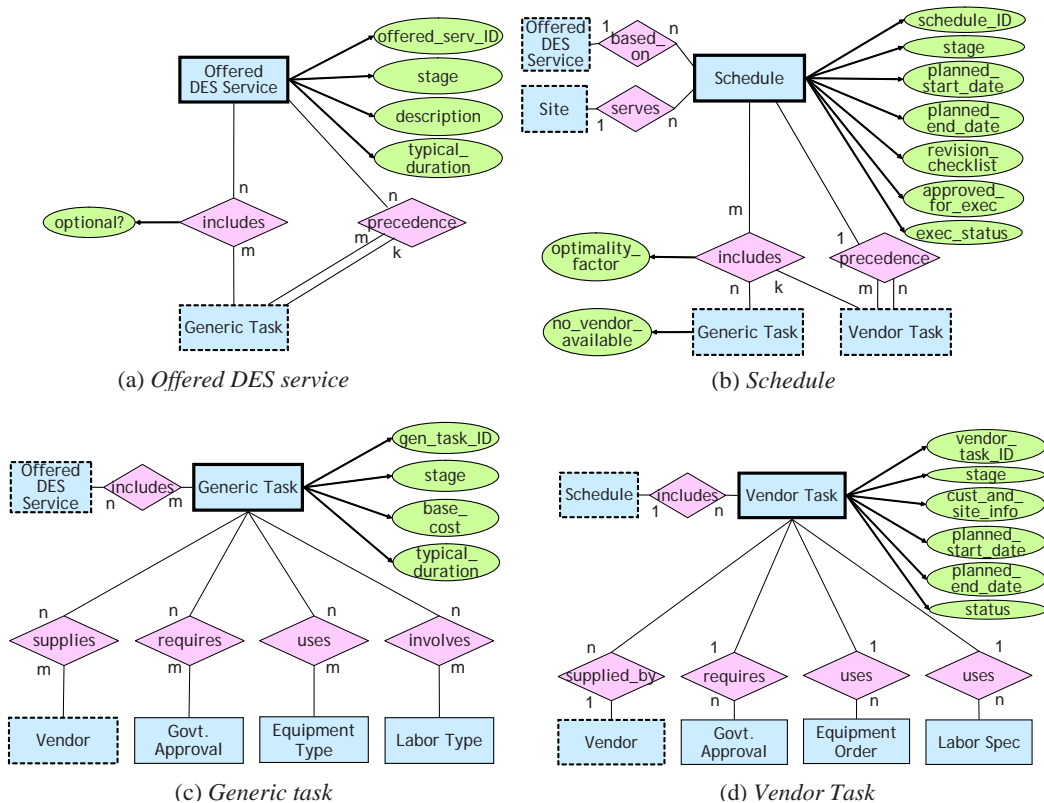 Offered
DES Service
offered_serv_ID
stage
description
typical_
duration
n
n
optional?
includes
precedence
m
m
k
Generic Task
(a) Offered DES service
Offered
DES
Service
1
based_
on
n
Site
1
serves
n
Schedule
schedule_ID
stage
planned_
start_date
planned_
end_date
revision_
checklist
approved_
for_exec
exec_status
m
1
optimality_
factor
includes
precedence
n
k
m
n
no_vendor_
available
Generic Task
Vendor Task
(b) Schedule
Offered
DES
Service
n
includes
m
Generic Task
gen_task_ID
stage
base_
cost
typical_
duration
n
n
n
n
supplies
requires
uses
involves
m
m
m
m
Vendor
Govt.
Approval
Equipment
Type
Labor Type
(c) Generic task
Schedule
1
includes
n
Vendor Task
vendor_
task_ID
stage
cust_and_
site_info
planned_
start_date
planned_
end_date
status
n
1
1
1
supplied_by
requires
uses
uses
1
n
n
n
Vendor
Govt.
Approval
Equipment
Order
Labor Spec
(d) Vendor Task